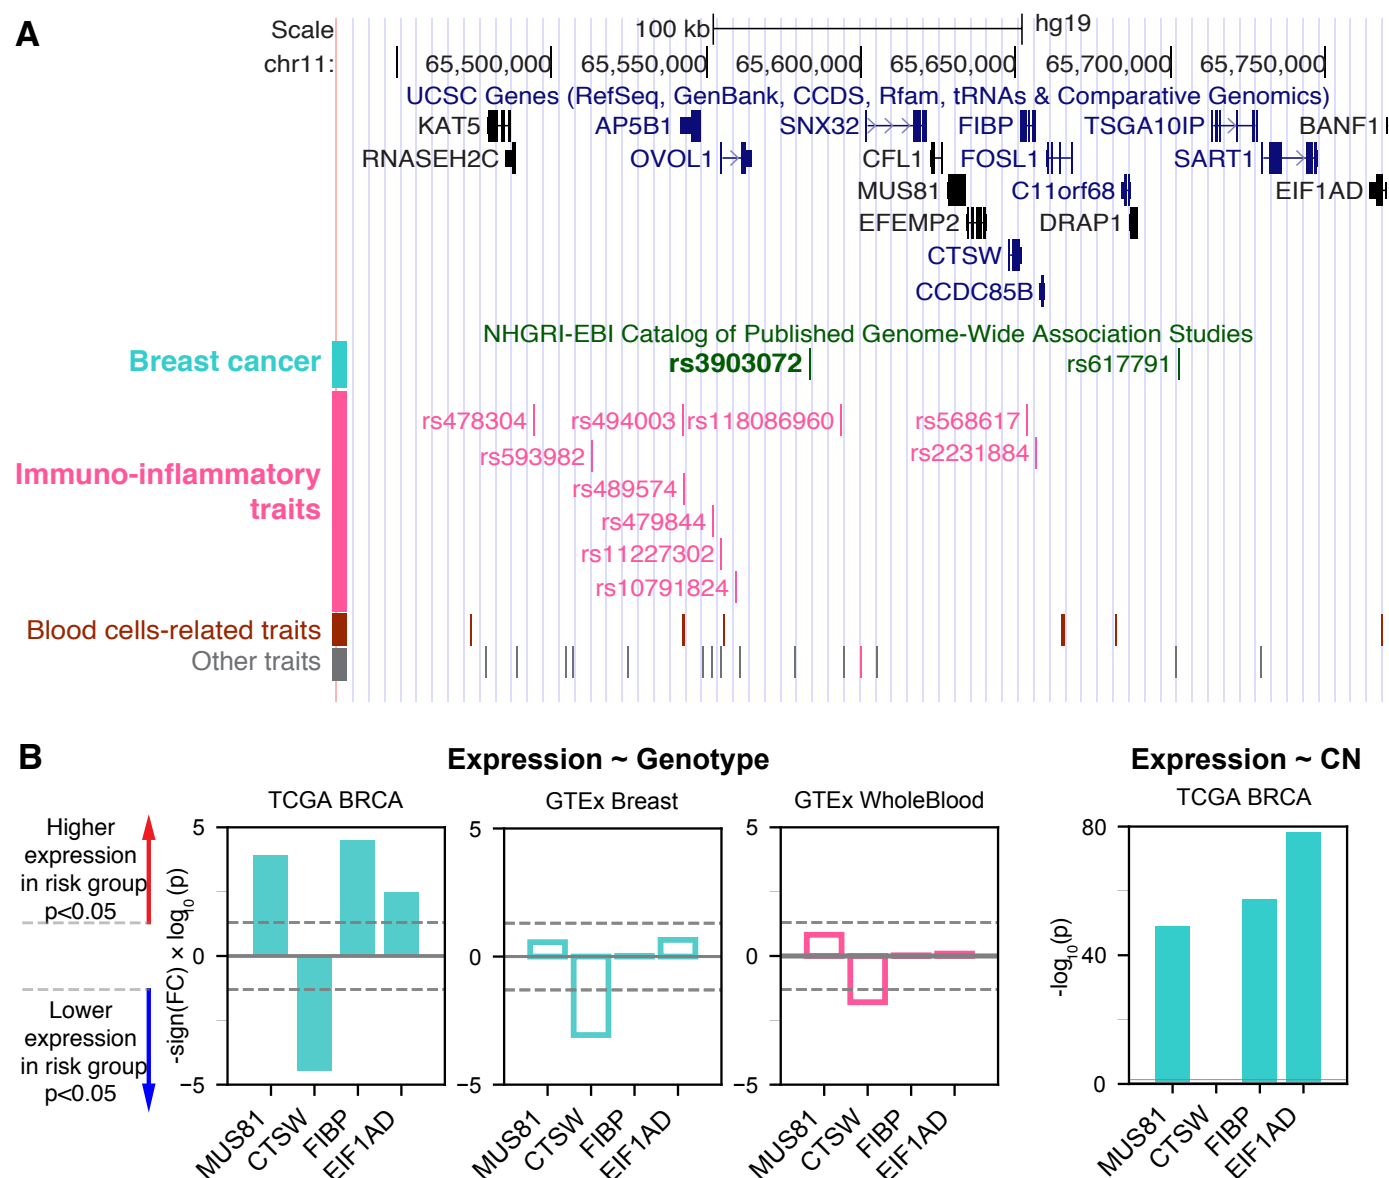 A
Scale 100 kb hg19
chr11: 65,500,000 65,550,000 65,600,000 65,650,000 65,700,000 65,750,000
UCSC Genes (RefSeq, GenBank, CCDS, Rfam, tRNAs & Comparative Genomics)
KAT5 AP5B1 SNX32 FIBP TSGA10IP BANF1
RNASEH2C OVOL1 CFL1 FOSL1 SART1
MUS81 C11orf68 EIF1AD
EFEMP2 DRAP1
CTSW
CCDC85B
NHGRI-EBI Catalog of Published Genome-Wide Association Studies
Breast cancer rs3903072 rs617791
rs478304 rs494003 rs118086960 rs568617
rs593982 rs2231884
Immuno-inflammatory
traits
rs489574
rs479844
rs11227302
rs10791824
Blood cells-related traits
Other traits
B
Expression ~ Genotype Expression ~ CN
TCGA BRCA GTEx Breast GTEx WholeBlood TCGA BRCA
Higher
expression
in risk group
p<0.05
Lower
expression
in risk group
p<0.05
-sign(FC) × log10(p)
5
0
−5
MUS81 CTSW FIBP EIF1AD
5
0
−5
MUS81 CTSW FIBP EIF1AD
5
0
−5
MUS81 CTSW FIBP EIF1AD
-log10(p)
80
40
0
MUS81 CTSW FIBP EIF1AD